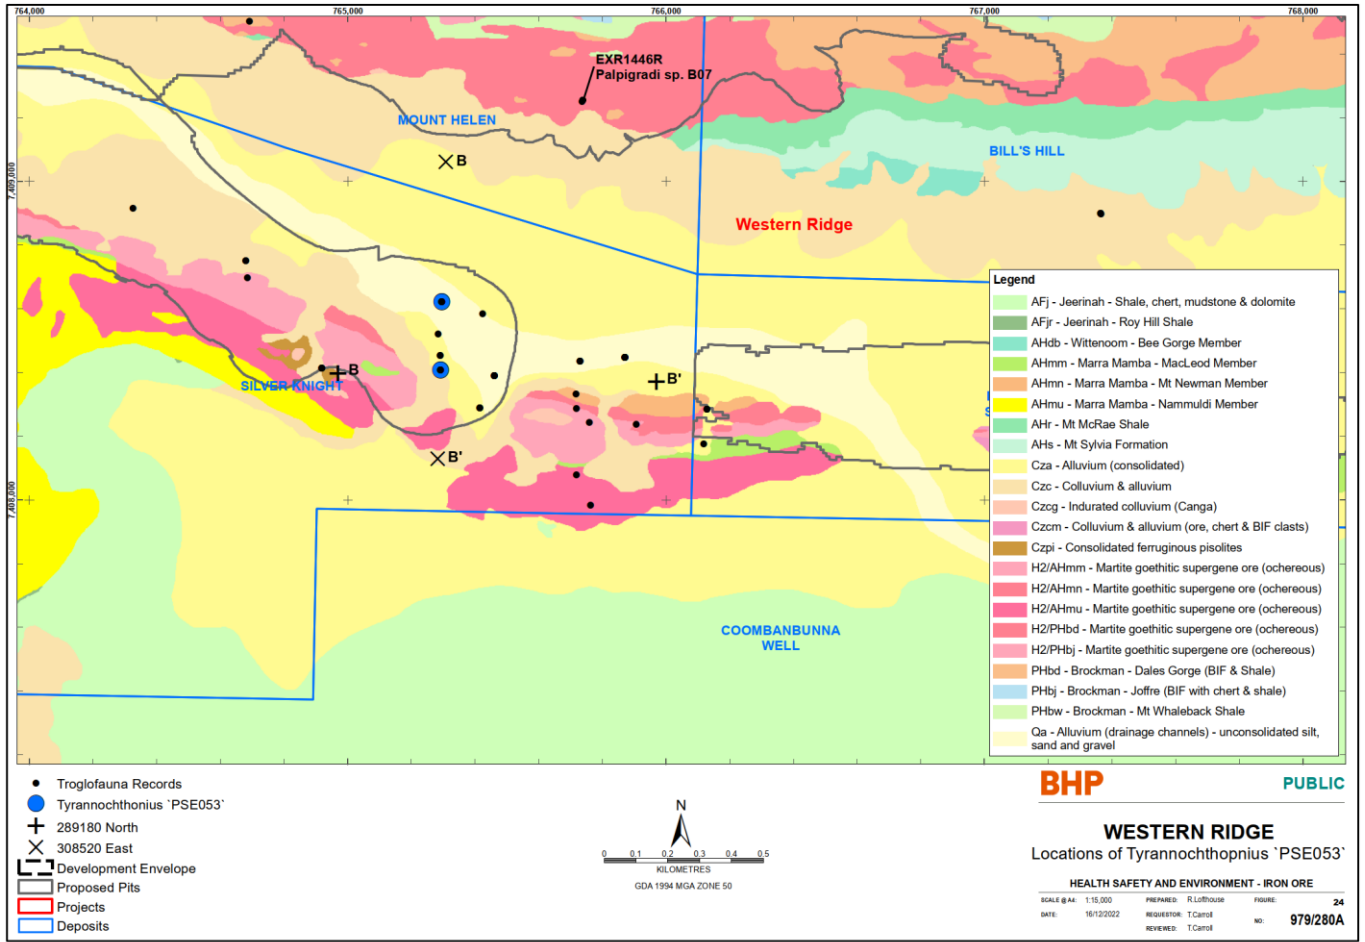 764,000
765,000
766,000
767,000
768,000
EXR1446R
Palpigradi sp. B07
MOUNT HELEN
BILL'S HILL
B
7,409,000
Western Ridge
SILVER KNIGHT
B
B'
B'
7,408,000
COOMBANBUNNA
WELL
Legend
AFj - Jeerinah - Shale, chert, mudstone & dolomite
AFjr - Jeerinah - Roy Hill Shale
AHdb - Wittenoom - Bee Gorge Member
AHmm - Marra Mamba - MacLeod Member
AHmn - Marra Mamba - Mt Newman Member
AHmu - Marra Mamba - Nammuldi Member
AHr - Mt McRae Shale
AHs - Mt Sylvia Formation
Cza - Alluvium (consolidated)
Czc - Colluvium & alluvium
Czcg - Indurated colluvium (Canga)
Czcm - Colluvium & alluvium (ore, chert & BIF clasts)
Czpi - Consolidated ferruginous pisolites
H2/AHmm - Martite goethitic supergene ore (ochereous)
H2/AHmn - Martite goethitic supergene ore (ochereous)
H2/AHmu - Martite goethitic supergene ore (ochereous)
H2/PHbd - Martite goethitic supergene ore (ochereous)
H2/PHbj - Martite goethitic supergene ore (ochereous)
PHbd - Brockman - Dales Gorge (BIF & Shale)
PHbj - Brockman - Joffre (BIF with chert & shale)
PHbw - Brockman - Mt Whaleback Shale
Qa - Alluvium (drainage channels) - unconsolidated silt,
sand and gravel
Troglofauna Records
Tyrannochthonius `PSE053`
289180 North
308520 East
Development Envelope
Proposed Pits
Projects
Deposits
N
0 0.1 0.2 0.3 0.4 0.5
KILOMETRES
GDA 1994 MGA ZONE 50
BHP
PUBLIC
WESTERN RIDGE
Locations of Tyrannochthopnius `PSE053`
HEALTH SAFETY AND ENVIRONMENT - IRON ORE
SCALE @ A4: 1:15,000 PREPARED: R.Lofthouse FIGURE: 24
DATE: 16/12/2022 REQUESTOR: T.Carroll NO: 979/280A
REVIEWED: T.Carroll